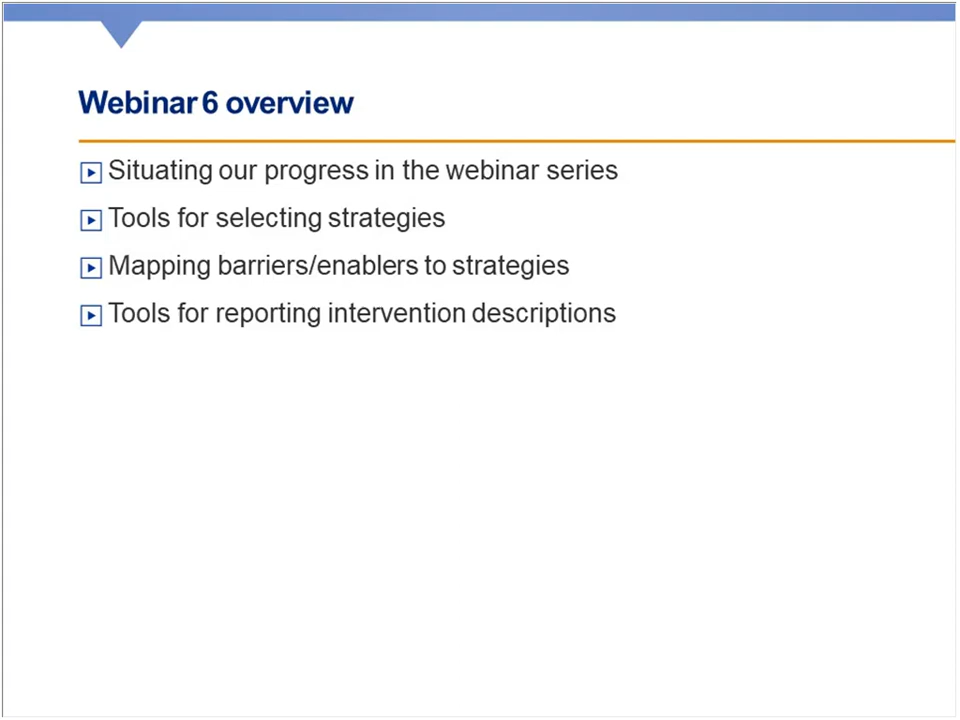 Webinar 6 overview
Situating our progress in the webinar series
Tools for selecting strategies
Mapping barriers/enablers to strategies
Tools for reporting intervention descriptions